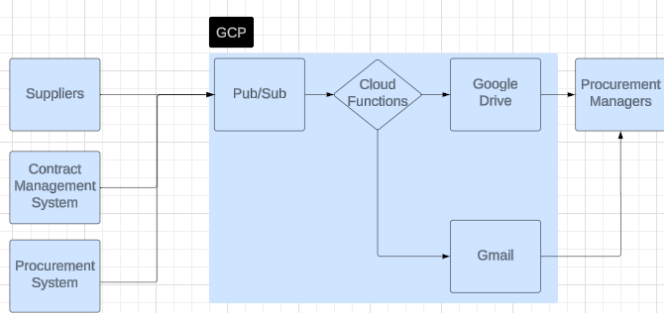 GCP
Suppliers
Pub/Sub
Cloud
Functions
Google
Drive
Procurement
Managers
Contract
Management
System
Procurement
System
Gmail